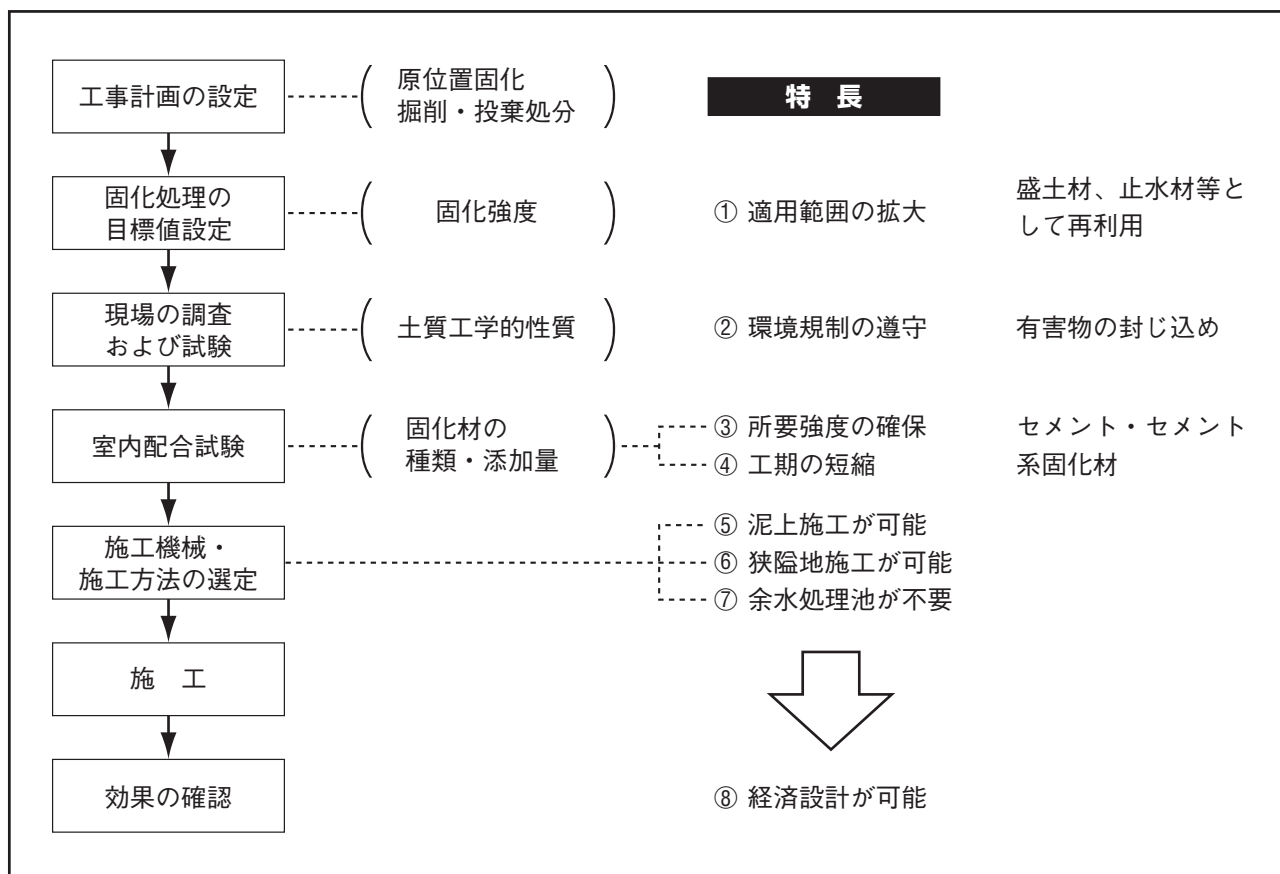 工事計画の設定
原位置固化
掘削・投棄処分
特 長
固化処理の
目標値設定
固化強度
① 適用範囲の拡大
盛土材、止水材等と
して再利用
現場の調査
および試験
土質工学的性質
② 環境規制の遵守
有害物の封じ込め
室内配合試験
固化材の
種類・添加量
③ 所要強度の確保
④ 工期の短縮
セメント・セメント
系固化材
施工機械・
施工方法の選定
⑤ 泥上施工が可能
⑥ 狭隘地施工が可能
⑦ 余水処理池が不要
施 工
効果の確認
⑧ 経済設計が可能